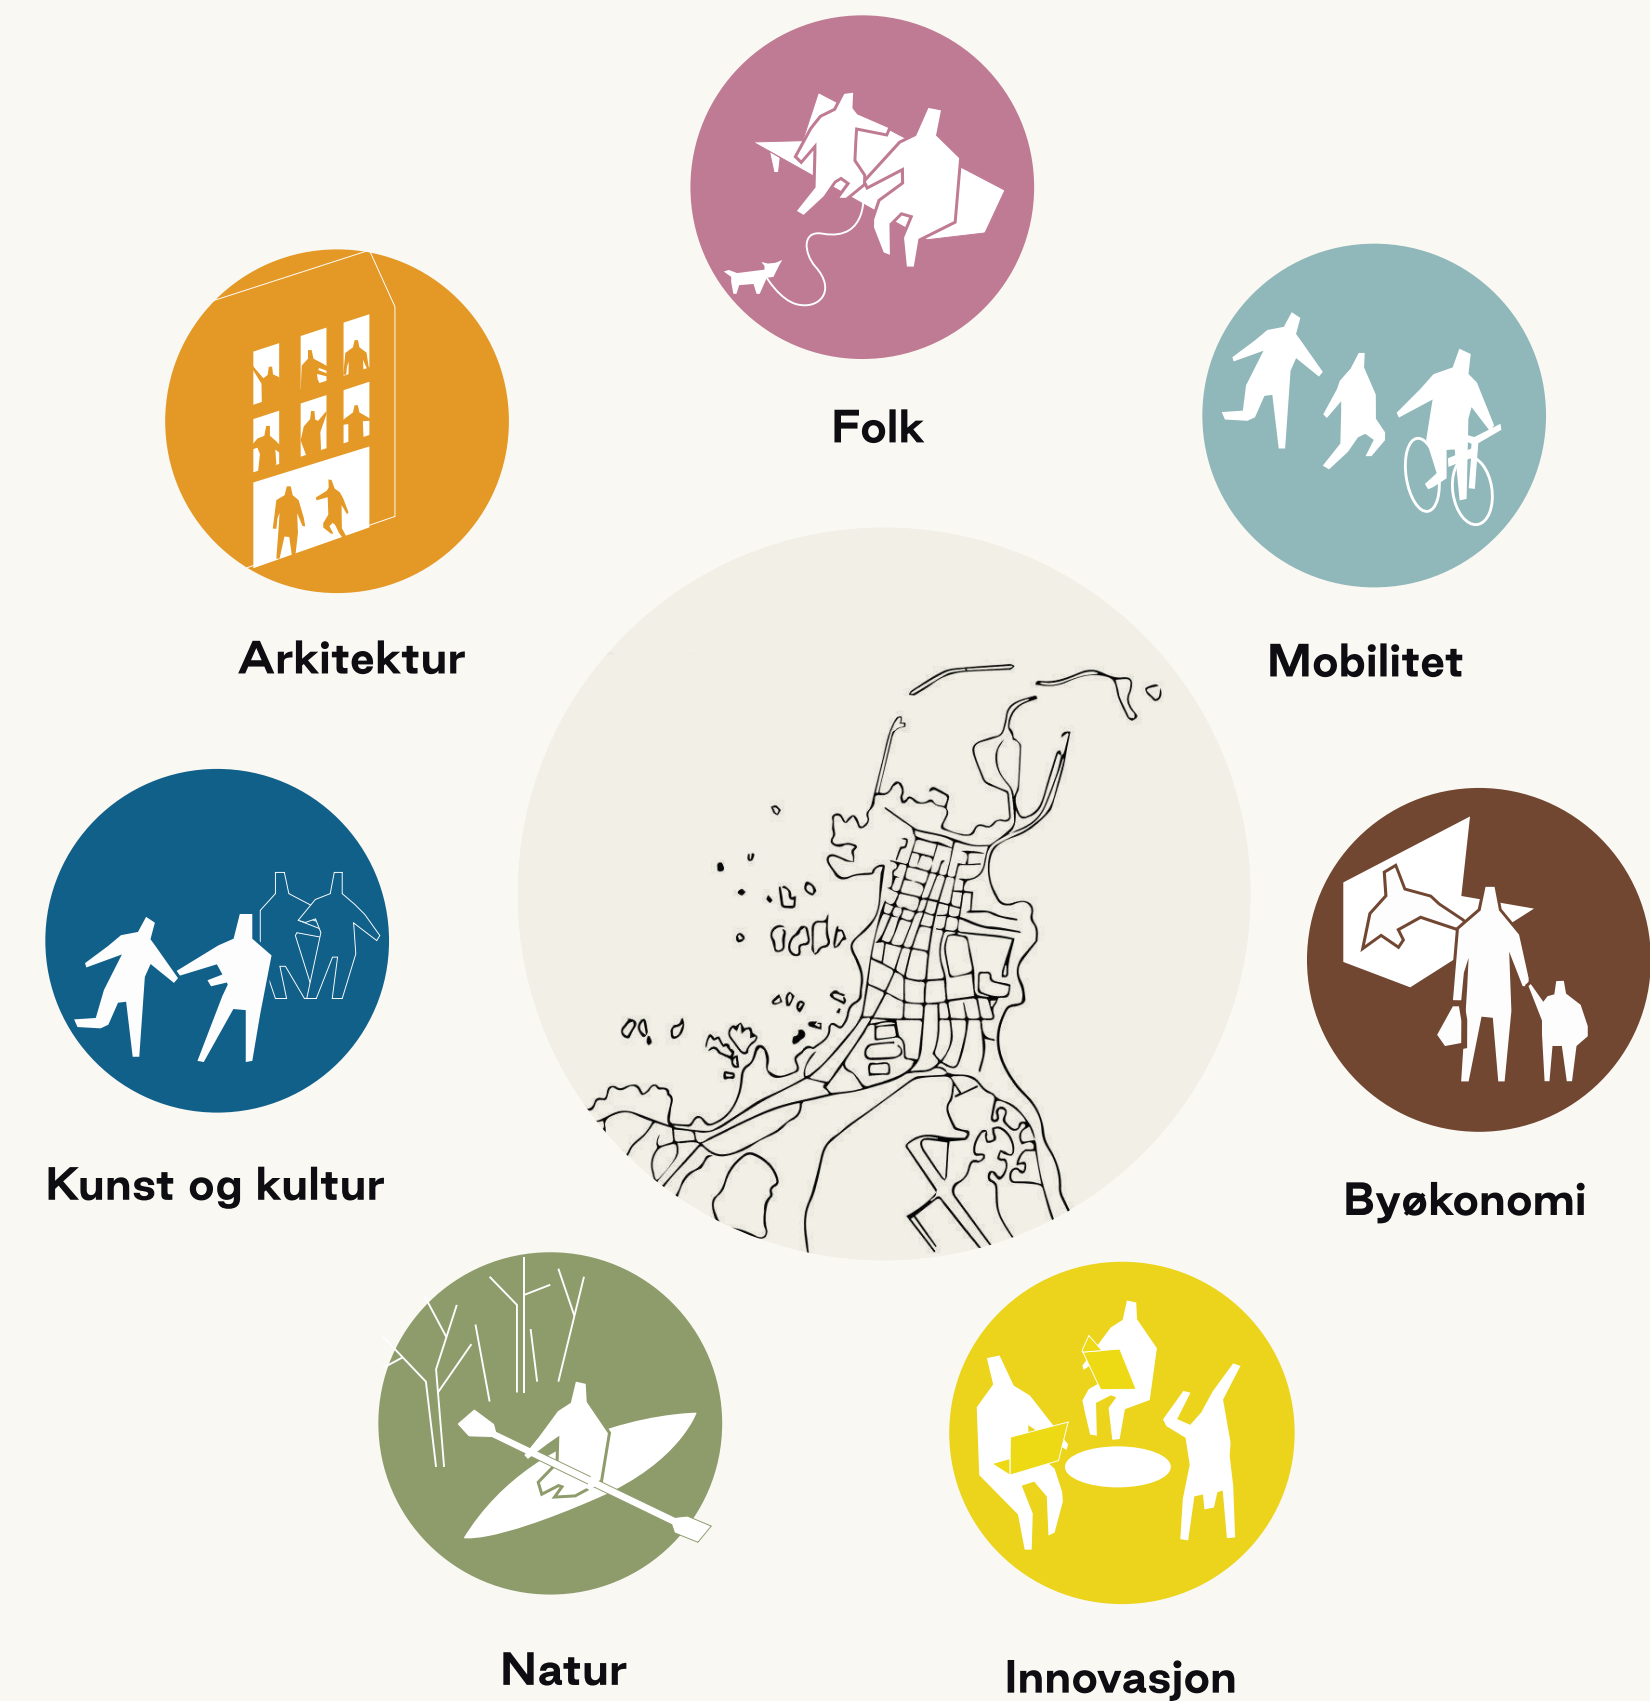 Folk
Arkitektur
Mobilitet
Kunst og kultur
Byøkonomi
Natur
Innovasjon